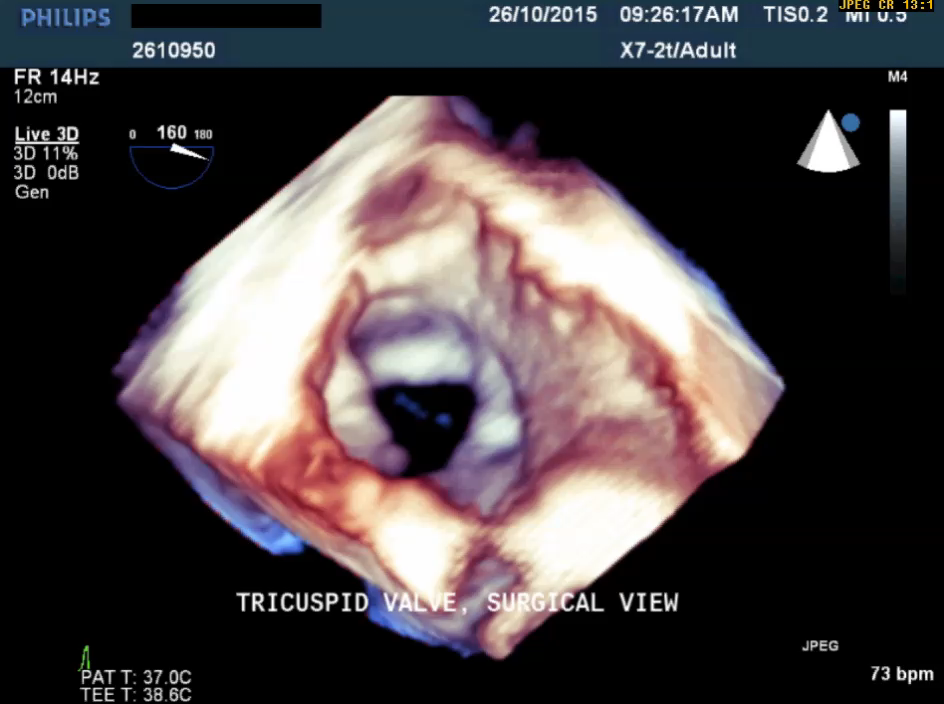 JPEG CR 13:1
PHILIPS 26/10/2015 09:26:17AM TIS0.2 MI 0.5
2610950 X7-2t/Adult
FR 14Hz M4
12cm
Live 3D 0 160 180
3D 11%
3D 0dB
Gen
TRICUSPID VALVE, SURGICAL VIEW
JPEG
PAT T: 37.0C 73 bpm
TEE T: 38.6C